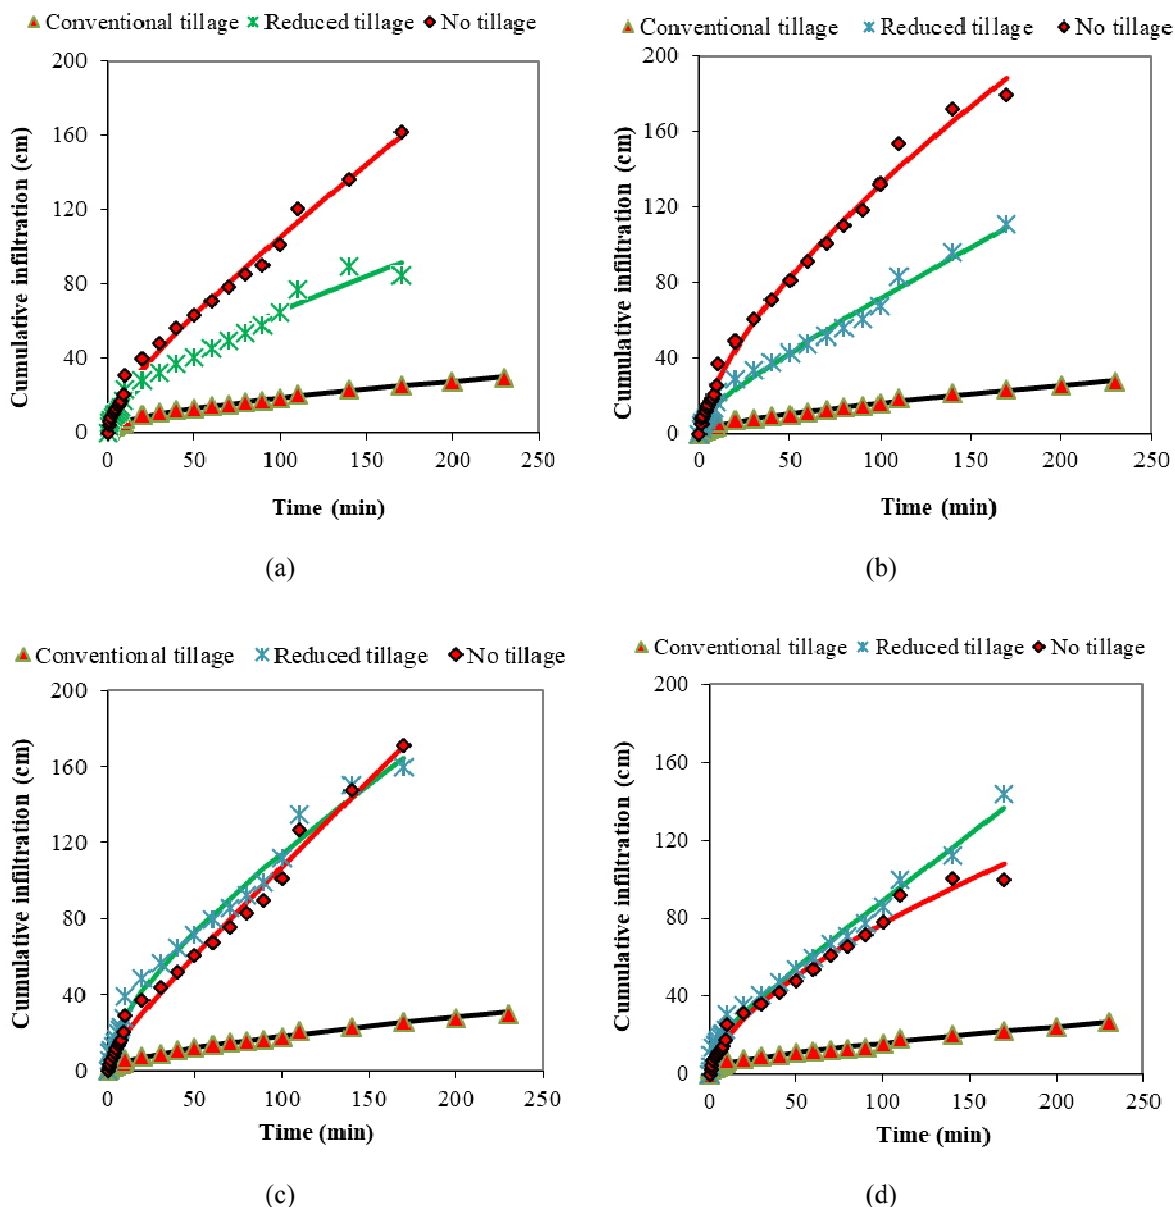 Conventional tillage Reduced tillage No tillage
200
160
120
80
40
0
Cumulative infiltration (cm)
0 50 100 150 200 250
Time (min)
(a)
Conventional tillage Reduced tillage No tillage
200
160
120
80
40
0
Cumulative infiltration (cm)
0 50 100 150 200 250
Time (min)
(b)
Conventional tillage Reduced tillage No tillage
200
160
120
80
40
0
Cumulative infiltration (cm)
0 50 100 150 200 250
Time (min)
(c)
Conventional tillage Reduced tillage No tillage
200
160
120
80
40
0
Cumulative infiltration (cm)
0 50 100 150 200 250
Time (min)
(d)